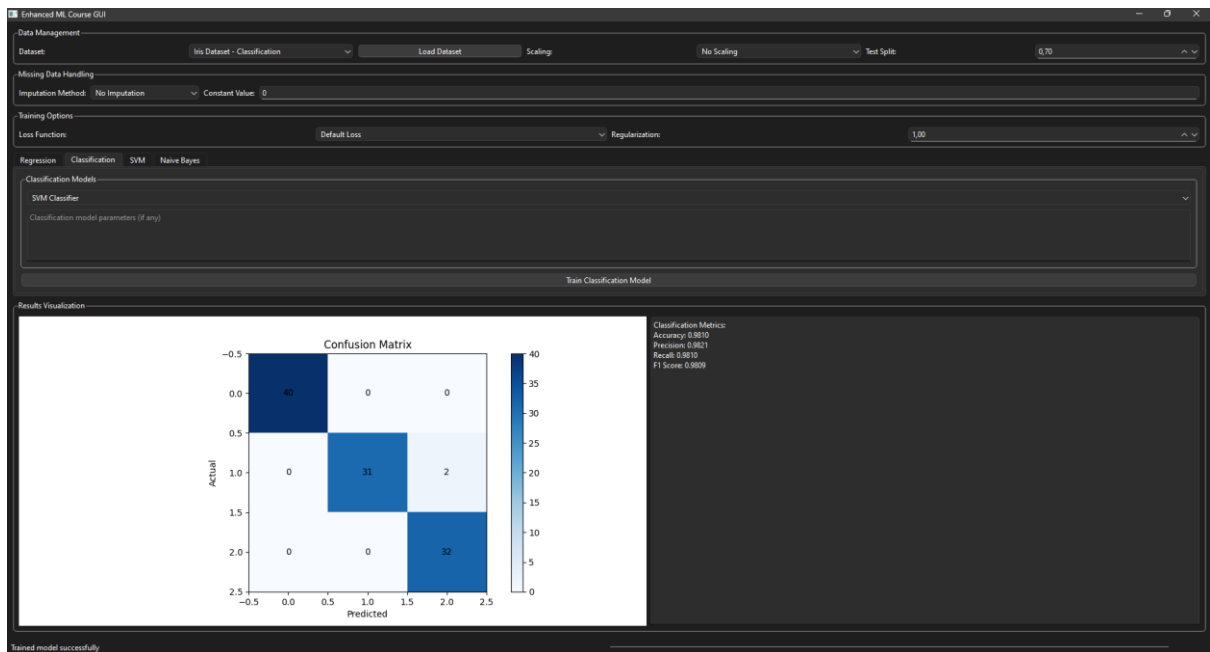 Enhanced ML Course GUI
Data Management
Dataset: Iris Dataset - Classification Load Dataset Scaling: No Scaling Test Split: 0,70
Missing Data Handling
Imputation Method: No Imputation Constant Value: 0
Training Options
Loss Function: Default Loss Regularization: 1,00
Regression Classification SVM Naive Bayes
Classification Models
SVM Classifier
Classification model parameters (if any)
Train Classification Model
Results Visualization
Confusion Matrix
−0.5
0.0
0.5
1.0
1.5
2.0
2.5
Actual
40 0 0
0 31 2
0 0 32
−0.5 0.0 0.5 1.0 1.5 2.0 2.5
Predicted
40
35
30
25
20
15
10
5
0
Classification Metrics:
Accuracy: 0.9810
Precision: 0.9821
Recall: 0.9810
F1 Score: 0.9809
Trained model successfully